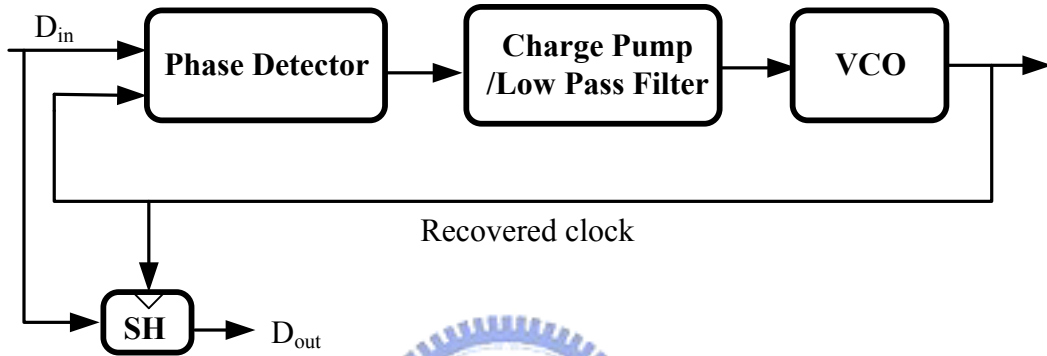 D_in
Phase Detector
Charge Pump
/Low Pass Filter
VCO
Recovered clock
SH
D_out